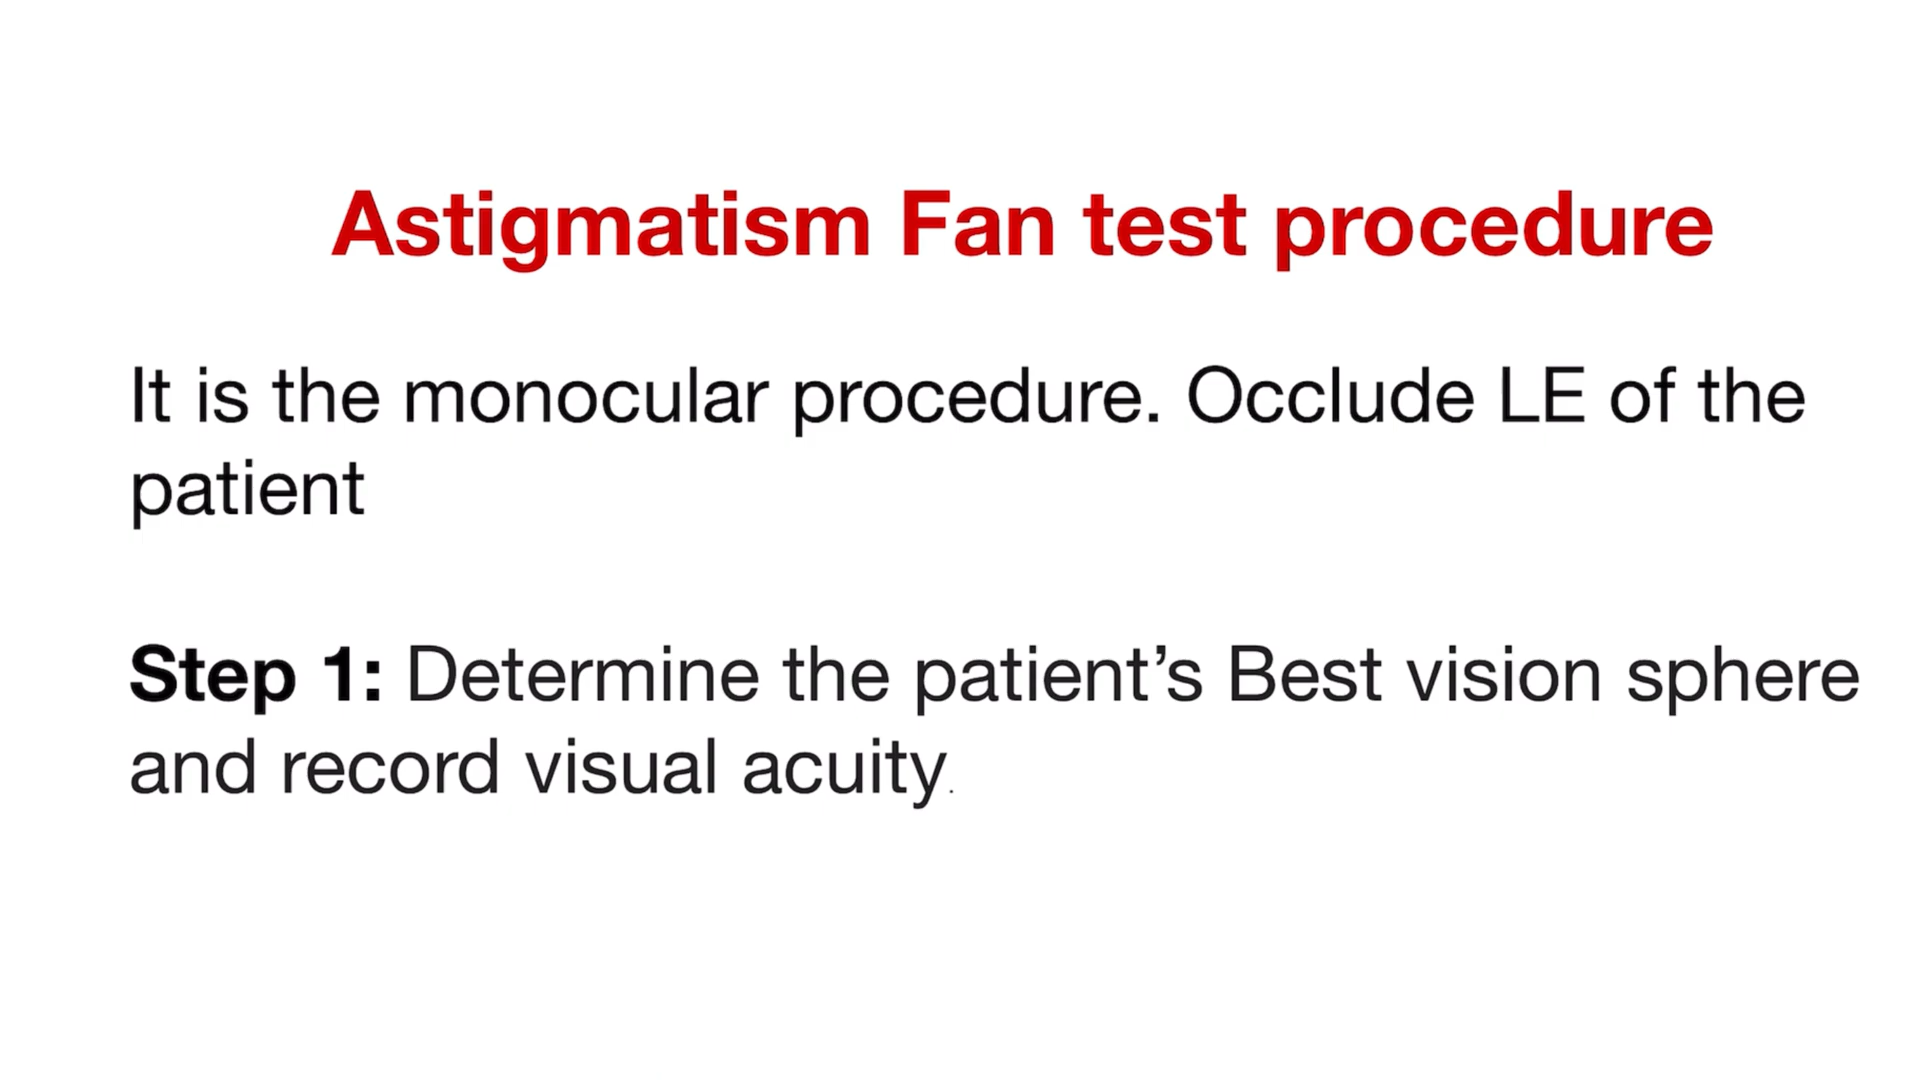 Astigmatism Fan test procedure
It is the monocular procedure. Occlude LE of the
patient
Step 1: Determine the patient’s Best vision sphere
and record visual acuity.